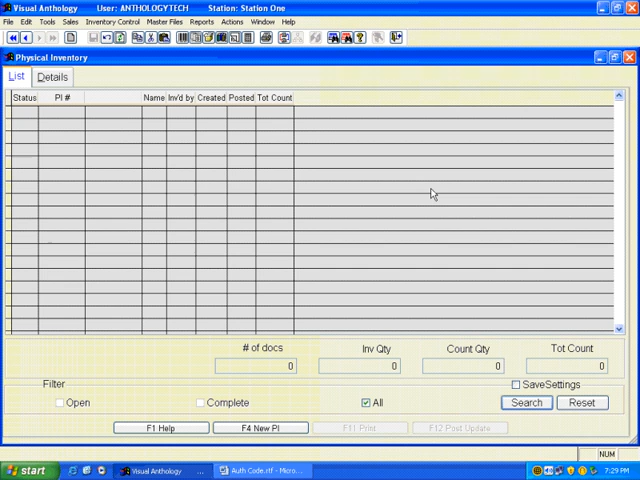 Visual Anthology User: ANTHOLOGYTECH Station: Station One
File Edit Tools Sales Inventory Control Master Files Reports Actions Window Help
Physical Inventory
List Details
Status PI # Name Inv'd by Created Posted Tot Count
# of docs Inv Qty Count Qty Tot Count
0 0 0 0
Filter SaveSettings
Open Complete All Search Reset
F1 Help F4 New PI F11 Print F12 Post Update
NUM
start Visual Anthology ... Auth Code.rtf - Micro... 7:29 PM